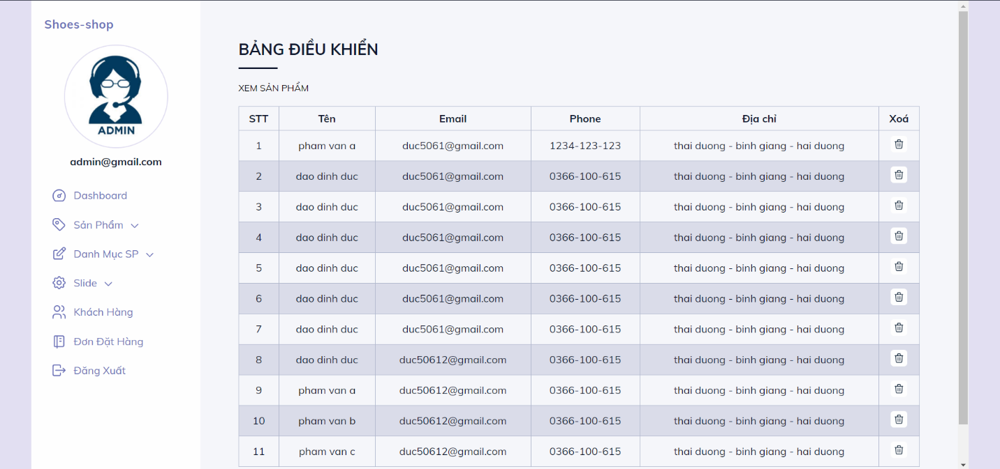 Shoes-shop
ADMIN
admin@gmail.com
Dashboard
Sản Phẩm
Danh Mục SP
Slide
Khách Hàng
Đơn Đặt Hàng
Đăng Xuất
BẢNG ĐIỀU KHIỂN
XEM SẢN PHẨM
STT Tên Email Phone Địa chỉ Xoá
1 pham van a duc5061@gmail.com 1234-123-123 thai duong - binh giang - hai duong
2 dao dinh duc duc5061@gmail.com 0366-100-615 thai duong - binh giang - hai duong
3 dao dinh duc duc5061@gmail.com 0366-100-615 thai duong - binh giang - hai duong
4 dao dinh duc duc5061@gmail.com 0366-100-615 thai duong - binh giang - hai duong
5 dao dinh duc duc5061@gmail.com 0366-100-615 thai duong - binh giang - hai duong
6 dao dinh duc duc5061@gmail.com 0366-100-615 thai duong - binh giang - hai duong
7 dao dinh duc duc5061@gmail.com 0366-100-615 thai duong - binh giang - hai duong
8 dao dinh duc duc50612@gmail.com 0366-100-615 thai duong - binh giang - hai duong
9 pham van a duc50612@gmail.com 0366-100-615 thai duong - binh giang - hai duong
10 pham van b duc50612@gmail.com 0366-100-615 thai duong - binh giang - hai duong
11 pham van c duc50612@gmail.com 0366-100-615 thai duong - binh giang - hai duong